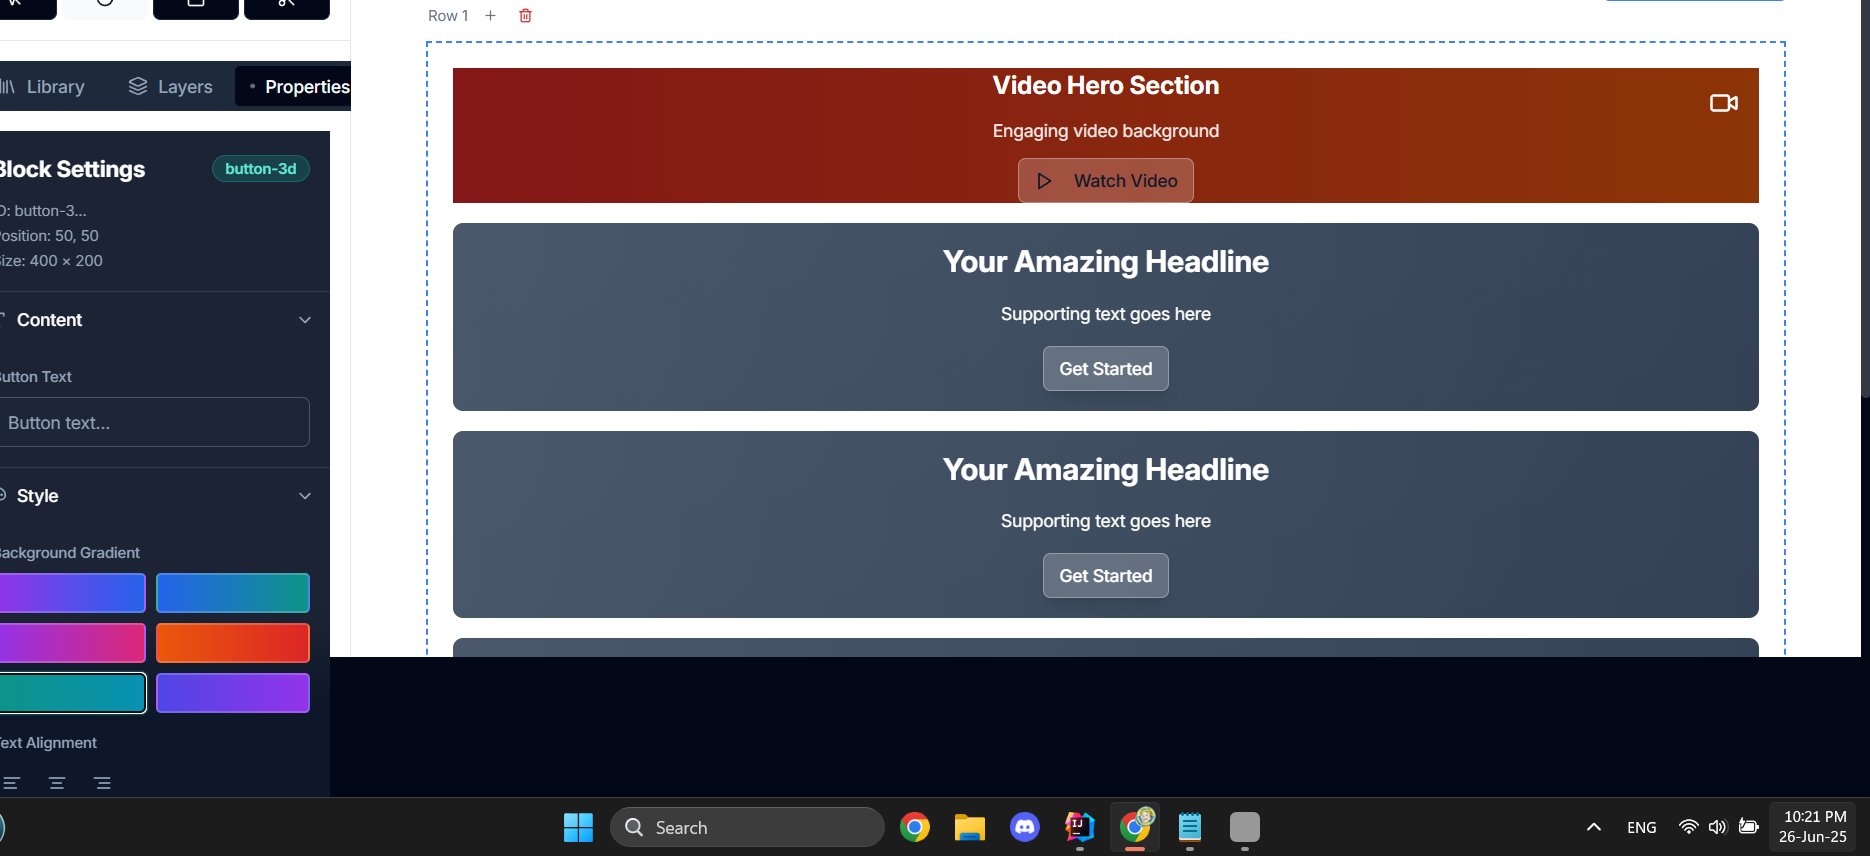 Row 1
Library
Layers
Properties
Block Settings
button-3d
D: button-3...
osition: 50, 50
ize: 400 × 200
Content
utton Text
Button text...
Style
ackground Gradient
ext Alignment
Video Hero Section
Engaging video background
Watch Video
Your Amazing Headline
Supporting text goes here
Get Started
Your Amazing Headline
Supporting text goes here
Get Started
Search
ENG
10:21 PM
26-Jun-25